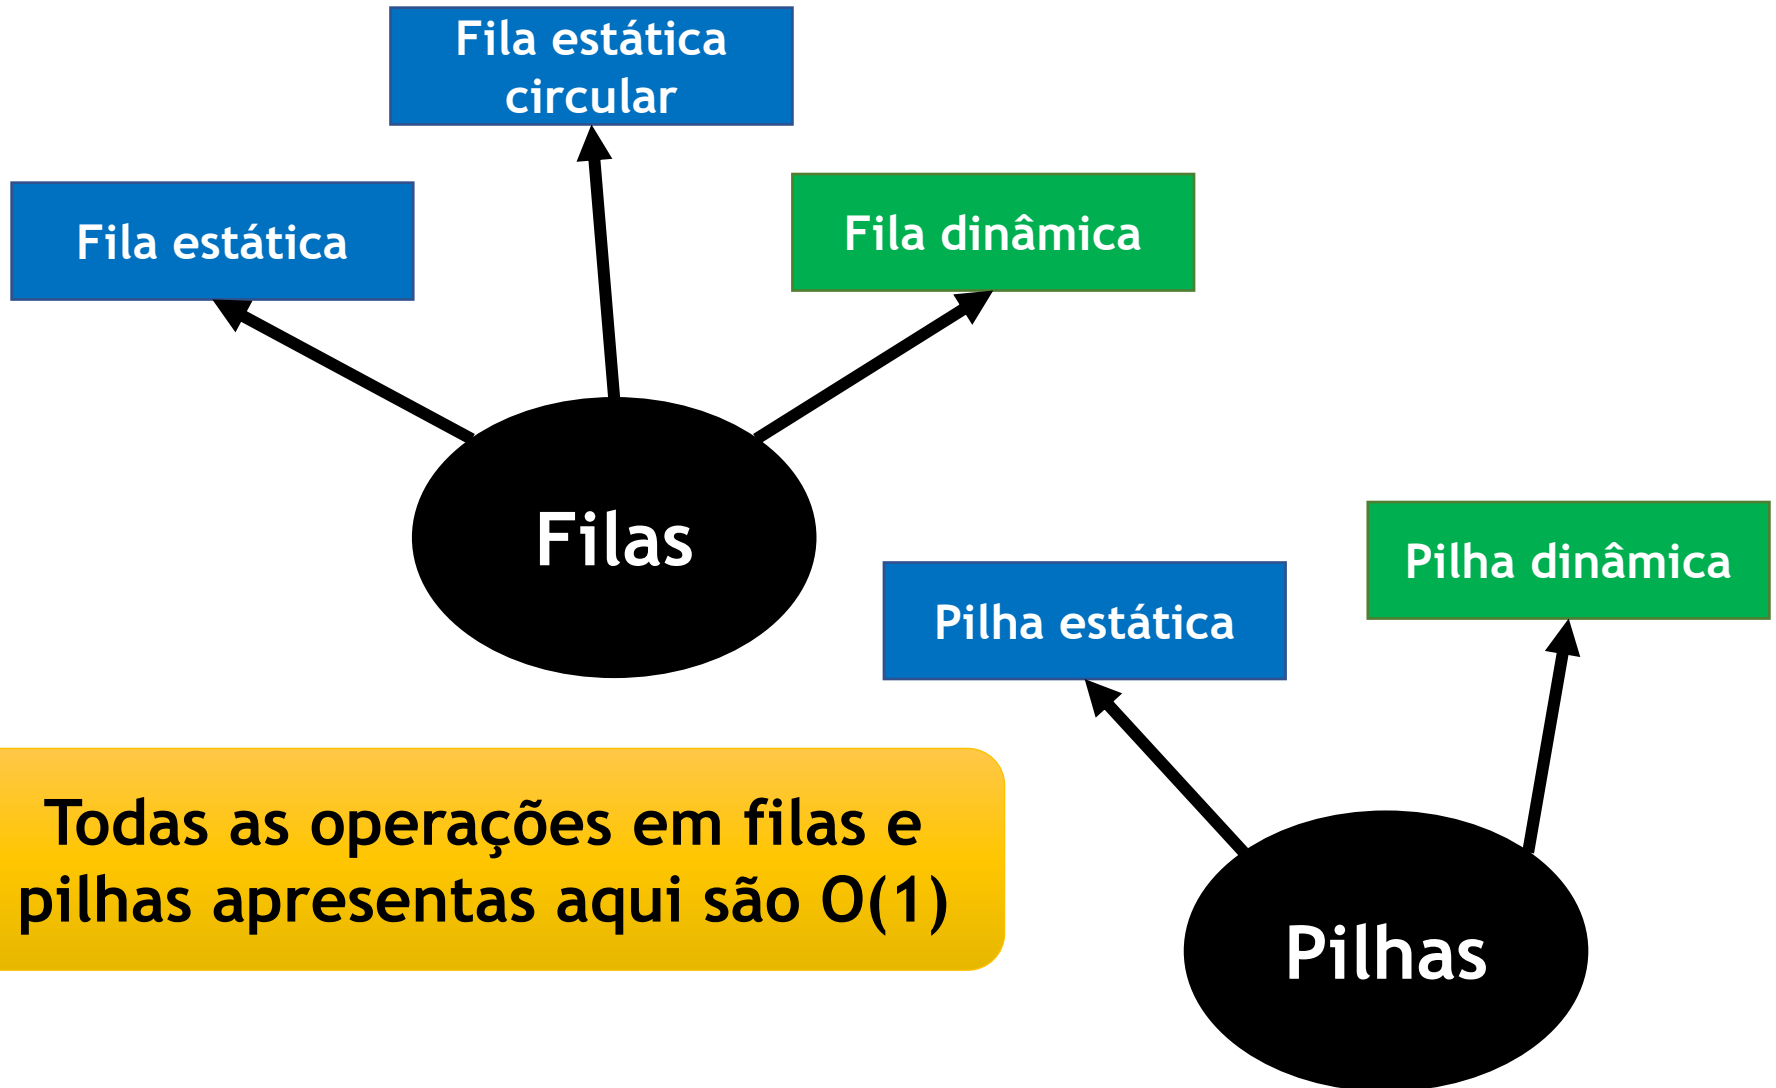 Fila estática
circular
Fila estática
Fila dinâmica
Filas
Pilha dinâmica
Pilha estática
Todas as operações em filas e
pilhas apresentas aqui são O(1)
Pilhas